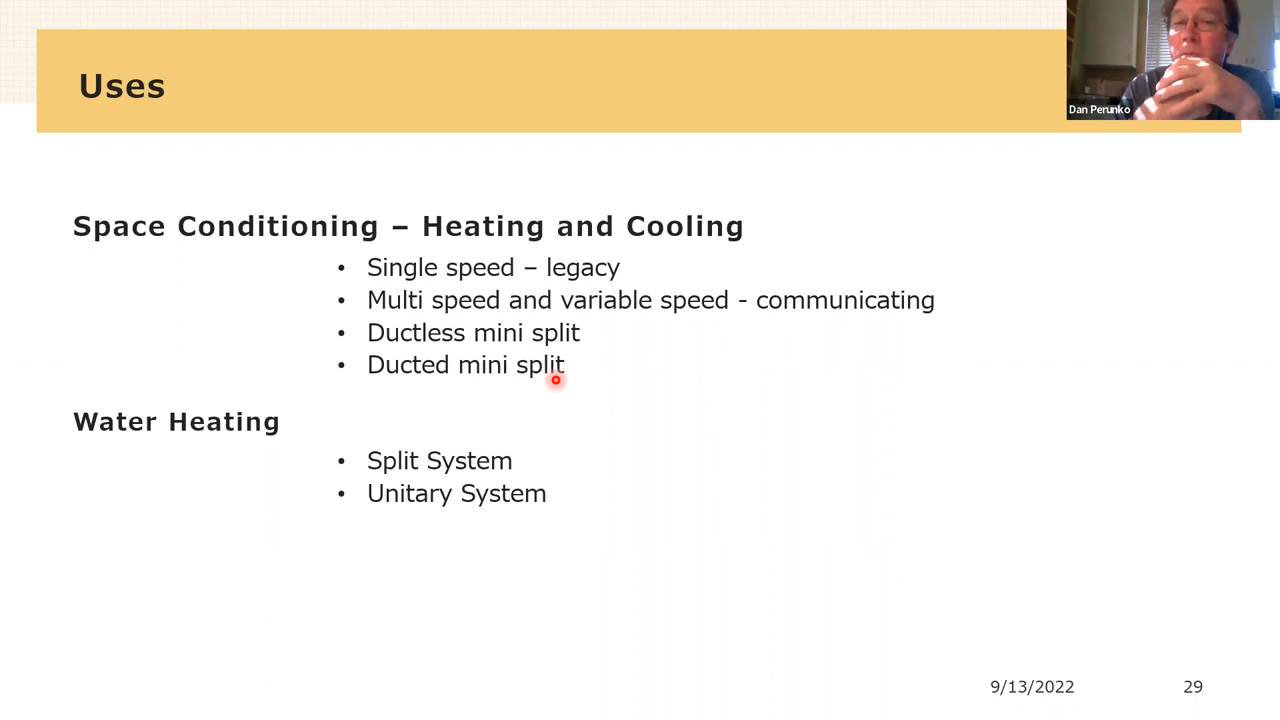 Uses
Dan Perunko
Space Conditioning – Heating and Cooling
• Single speed – legacy
• Multi speed and variable speed - communicating
• Ductless mini split
• Ducted mini split
Water Heating
• Split System
• Unitary System
9/13/2022
29